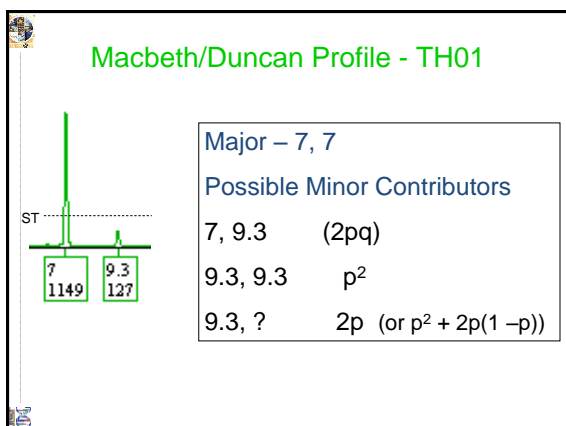 Macbeth/Duncan Profile - TH01
Major – 7, 7
Possible Minor Contributors
7, 9.3 (2pq)
9.3, 9.3 p²
9.3, ? 2p (or p² + 2p(1 –p))
ST
7 9.3
1149 127